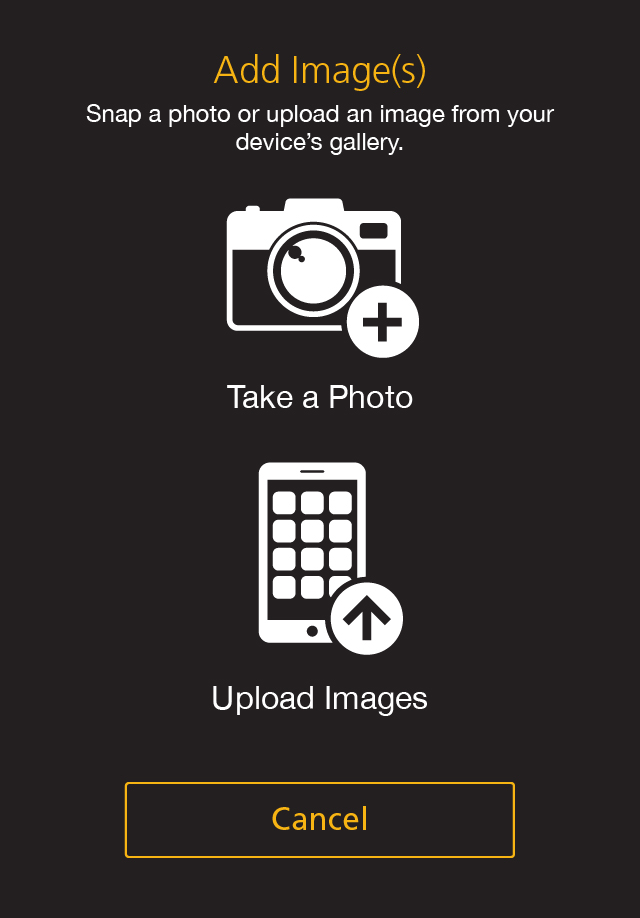 Add Image(s)
Snap a photo or upload an image from your
device’s gallery.
Take a Photo
Upload Images
Cancel